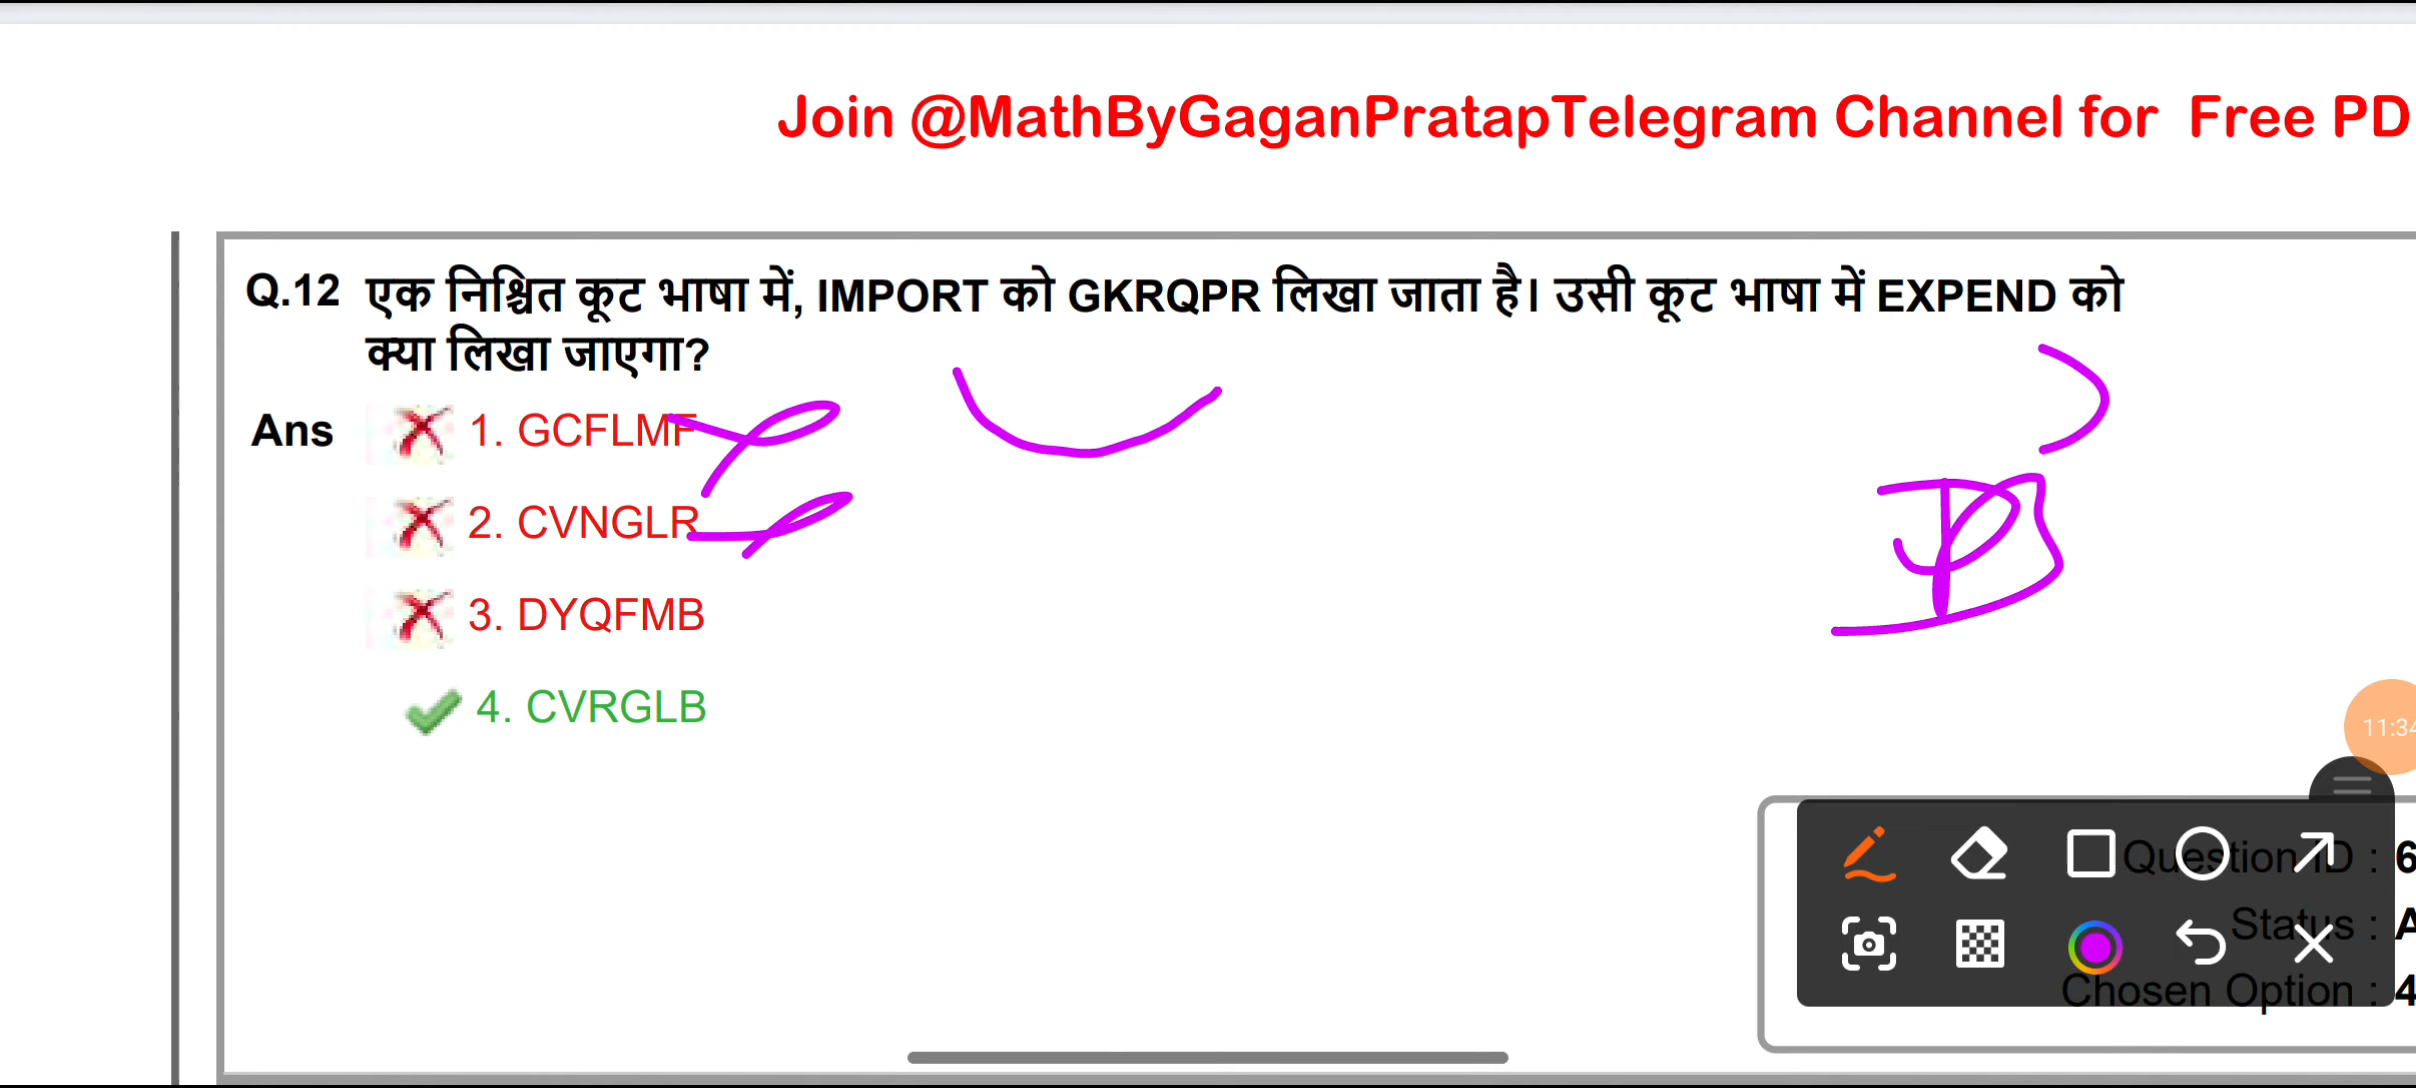 Join @MathByGaganPratapTelegram Channel for Free PD
Q.12 एक निश्चित कूट भाषा में, IMPORT को GKRQPR लिखा जाता है। उसी कूट भाषा में EXPEND को
क्या लिखा जाएगा?
Ans 1. GCFLMF
2. CVNGLR
3. DYQFMB
4. CVRGLB
11:34
Question ID : 6
Status : A
Chosen Option : 4